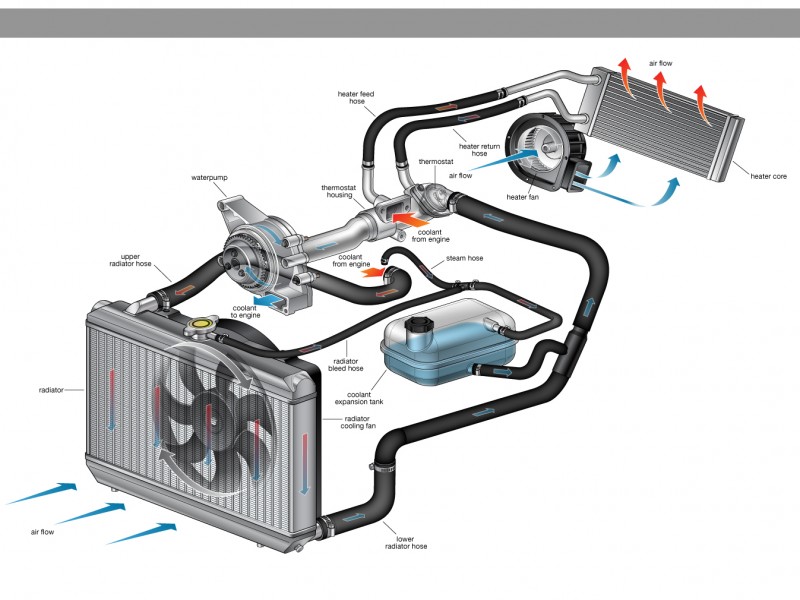 air flow
heater feed
hose
heater return
hose
thermostat
air flow
heater core
heater fan
waterpump
thermostat
housing
coolant
from engine
coolant
from engine
steam hose
upper
radiator hose
coolant
to engine
radiator
bleed hose
coolant
expansion tank
radiator
radiator
cooling fan
air flow
lower
radiator hose